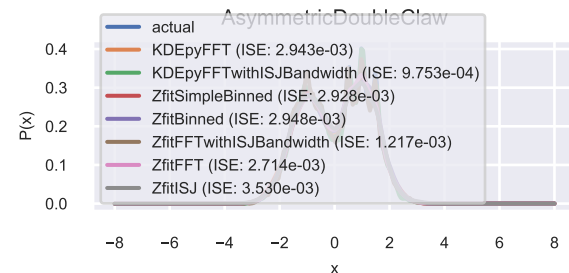 AsymmetricDoubleClaw
actual
KDEpyFFT (ISE: 2.943e-03)
KDEpyFFTwithISJBandwidth (ISE: 9.753e-04)
ZfitSimpleBinned (ISE: 2.928e-03)
ZfitBinned (ISE: 2.948e-03)
ZfitFFTwithISJBandwidth (ISE: 1.217e-03)
ZfitFFT (ISE: 2.714e-03)
ZfitISJ (ISE: 3.530e-03)
P(x)
0.4
0.3
0.2
0.1
0.0
−8 −6 −4 −2 0 2 4 6 8
x